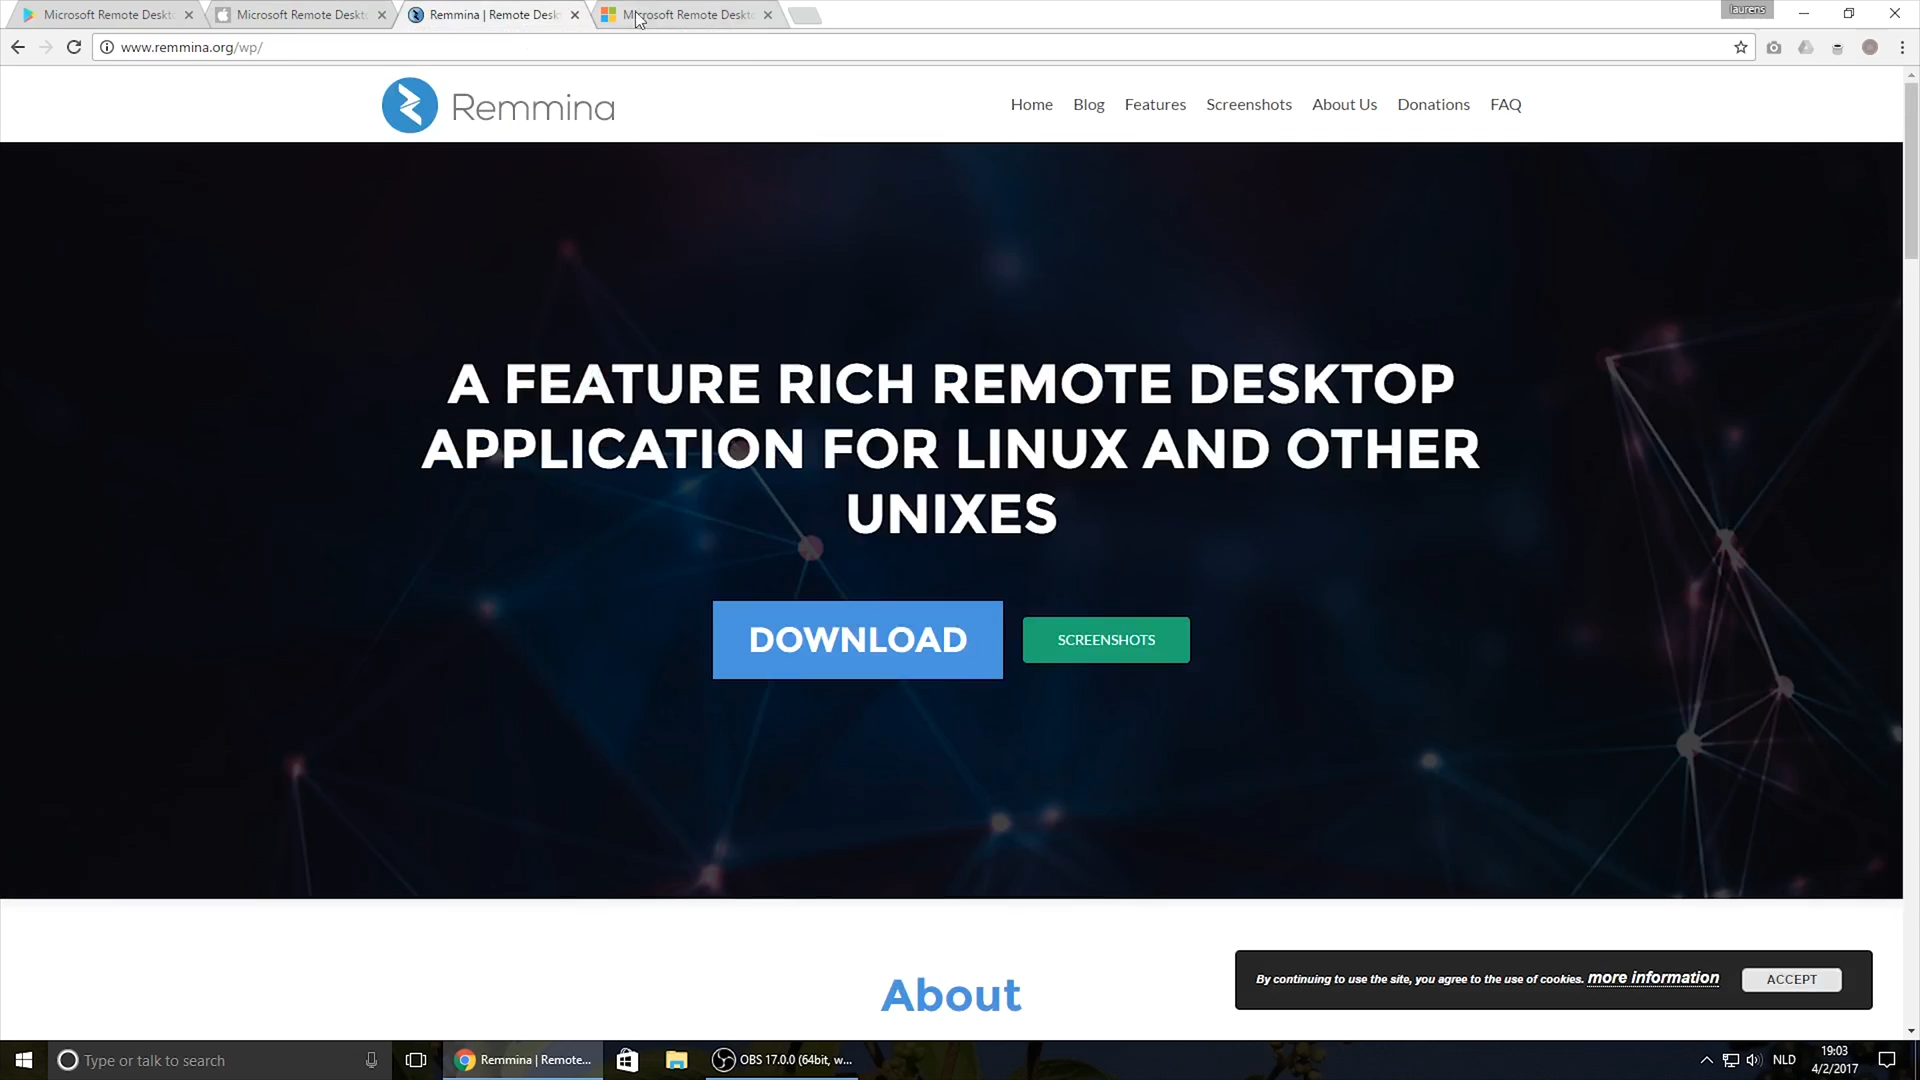 Microsoft Remote Deskt
Microsoft Remote Deskt
Remmina | Remote Desk
Microsoft Remote Deskt
laurens
www.remmina.org/wp/
Remmina
Home Blog Features Screenshots About Us Donations FAQ
A FEATURE RICH REMOTE DESKTOP
APPLICATION FOR LINUX AND OTHER
UNIXES
DOWNLOAD
SCREENSHOTS
About
By continuing to use the site, you agree to the use of cookies. more information
ACCEPT
Type or talk to search
Remmina | Remote...
OBS 17.0.0 (64bit, w...
NLD
19:03
4/2/2017